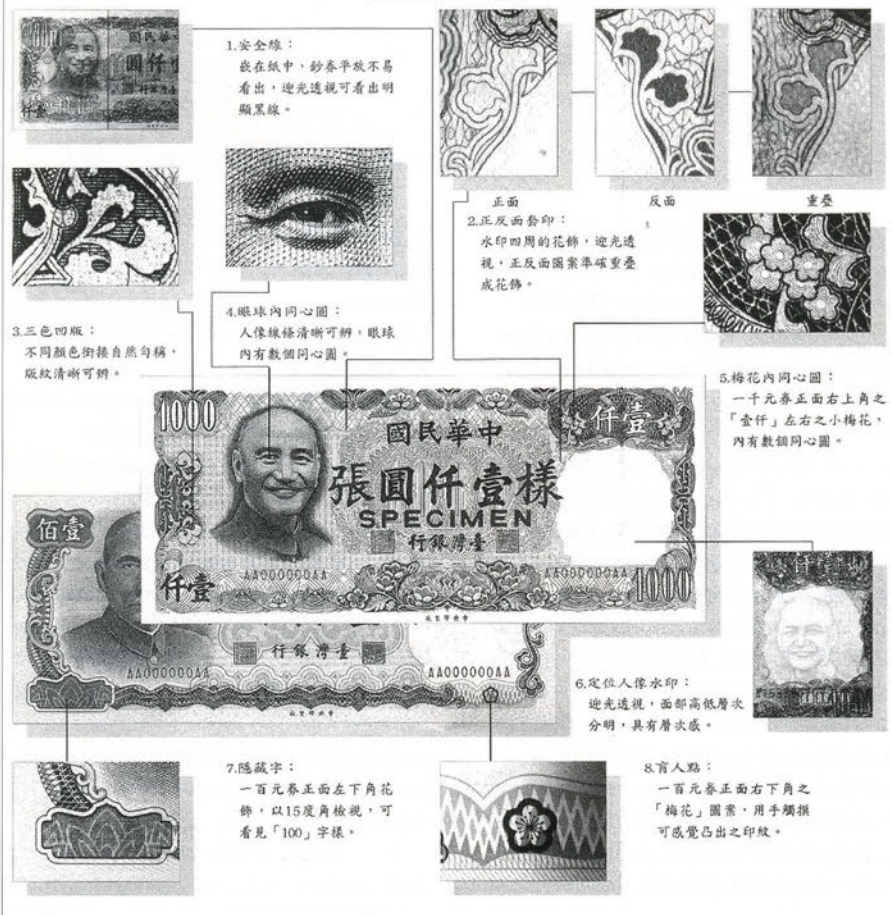 1.安全線：
嵌在紙中，鈔券平放不易
看出，迎光透視可看出明
顯黑線。
正面
反面
重疊
2.正反面套印：
水印四周的花飾，迎光透
視，正反面圖案準確重疊
成花飾。
3.三色凹版：
不同顏色銜接自然勻稱，
版紋清晰可辨。
4.眼球內同心圓：
人像線條清晰可辨，眼球
內有數個同心圓。
5.梅花內同心圓：
一千元券正面右上角之
「壹仟」左右之小梅花，
內有數個同心圓。
1000
國民華中
仟壹
張圓仟壹樣
SPECIMEN
行銀灣臺
AA000000AA
AA000000AA
仟壹
1000
佰壹
行銀灣臺
AA000000AA
AA000000AA
6.定位人像水印：
迎光透視，面部高低層次
分明，具有層次感。
7.隱藏字：
一百元券正面左下角花
飾，以15度角檢視，可
看見「100」字樣。
8.盲人點：
一百元券正面右下角之
「梅花」圖案，用手觸摸
可感覺凸出之印紋。